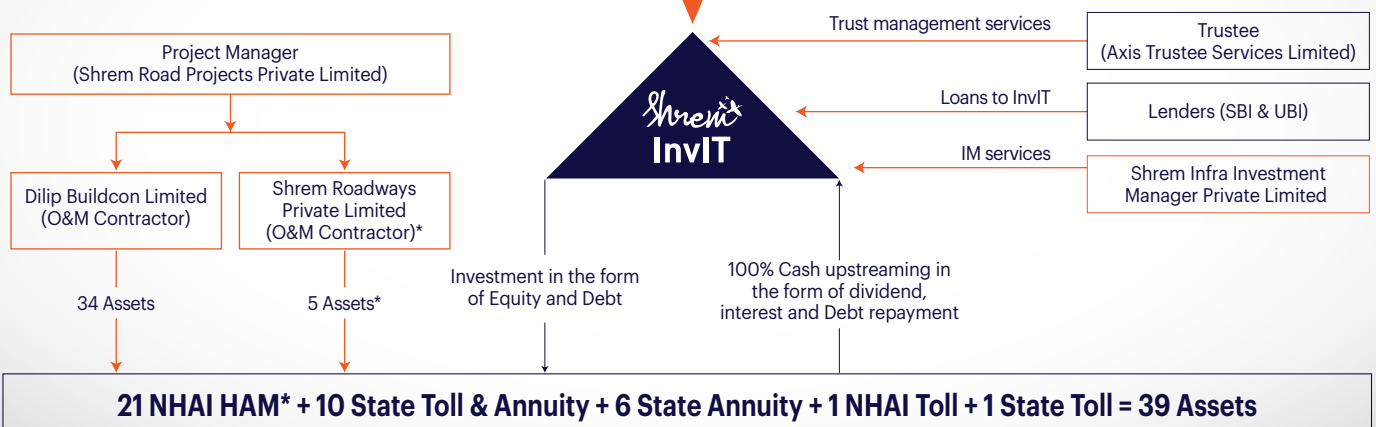 Project Manager
(Shrem Road Projects Private Limited)
Dilip Buildcon Limited
(O&M Contractor)
Shrem Roadways
Private Limited
(O&M Contractor)*
34 Assets
5 Assets*
Shrem
InvIT
Trust management services
Trustee
(Axis Trustee Services Limited)
Loans to InvIT
Lenders (SBI & UBI)
IM services
Shrem Infra Investment
Manager Private Limited
Investment in the form
of Equity and Debt
100% Cash upstreaming in
the form of dividend,
interest and Debt repayment
21 NHAI HAM* + 10 State Toll & Annuity + 6 State Annuity + 1 NHAI Toll + 1 State Toll = 39 Assets